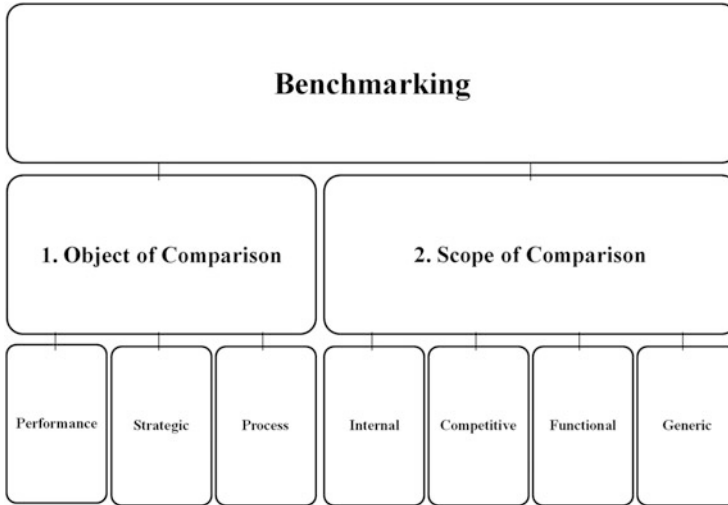 Benchmarking
1. Object of Comparison
2. Scope of Comparison
Performance
Strategic
Process
Internal
Competitive
Functional
Generic